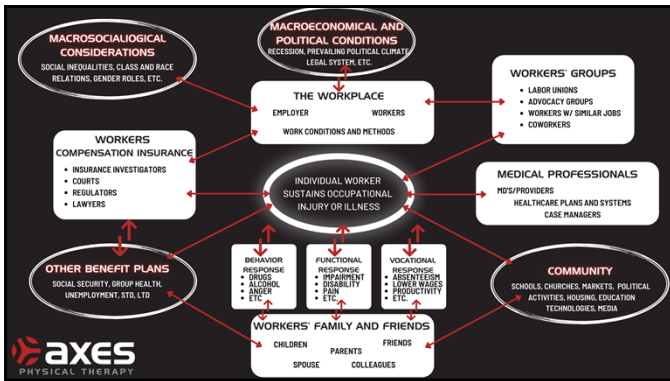 MACROSOCIALOGICAL
CONSIDERATIONS
SOCIAL INEQUALITIES, CLASS AND RACE
RELATIONS, GENDER ROLES, ETC.
MACROECONOMICAL AND
POLITICAL CONDITIONS
RECESSION, PREVAILING POLITICAL CLIMATE
LEGAL SYSTEM, ETC.
THE WORKPLACE
EMPLOYER WORKERS
WORK CONDITIONS AND METHODS
WORKERS' GROUPS
• LABOR UNIONS
• ADVOCACY GROUPS
• WORKERS W/ SIMILAR JOBS
• COWORKERS
WORKERS
COMPENSATION INSURANCE
• INSURANCE INVESTIGATORS
• COURTS
• REGULATORS
• LAWYERS
INDIVIDUAL WORKER
SUSTAINS OCCUPATIONAL
INJURY OR ILLNESS
MEDICAL PROFESSIONALS
MD'S/PROVIDERS
HEALTHCARE PLANS AND SYSTEMS
CASE MANAGERS
OTHER BENEFIT PLANS
SOCIAL SECURITY, GROUP HEALTH,
UNEMPLOYMENT, STD, LTD
BEHAVIOR
RESPONSE
• DRUGS
• ALCOHOL
• ANGER
• ETC
FUNCTIONAL
RESPONSE
• IMPAIRMENT
• DISABILITY
• PAIN
• ETC.
VOCATIONAL
RESPONSE
• ABSENTEEISM
• LOWER WAGES
• PRODUCTIVITY
• ETC.
COMMUNITY
SCHOOLS, CHURCHES, MARKETS, POLITICAL
ACTIVITIES, HOUSING, EDUCATION
TECHNOLOGIES, MEDIA
WORKERS' FAMILY AND FRIENDS
CHILDREN FRIENDS
PARENTS
SPOUSE COLLEAGUES
axes
PHYSICAL THERAPY